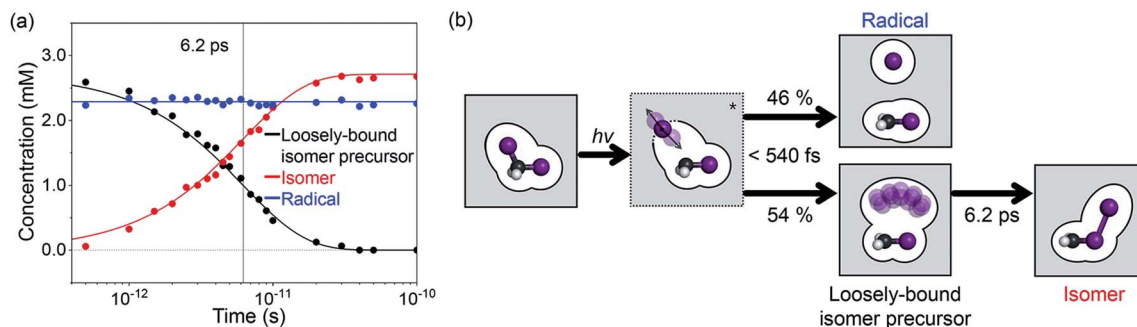 (a)
6.2 ps
3.0
2.0
1.0
0.0
Concentration (mM)
Loosely-bound
isomer precursor
Isomer
Radical
10-12
10-11
10-10
Time (s)
(b)
Radical
hν
*
46 %
< 540 fs
54 %
6.2 ps
Loosely-bound
isomer precursor
Isomer